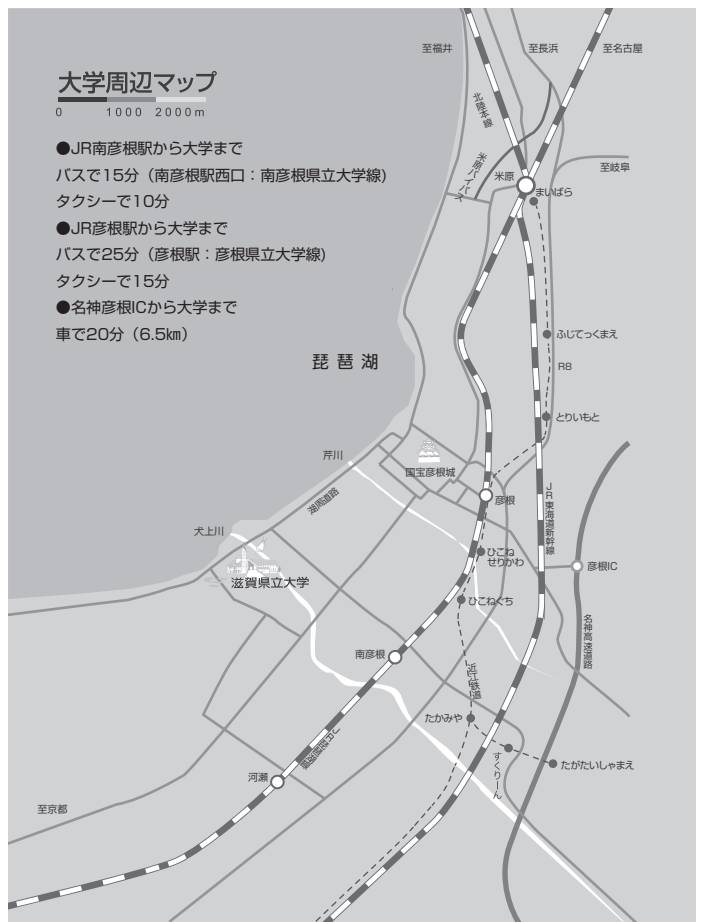 至福井
至長浜
至名古屋
大学周辺マップ
0 1000 2000m
北陸本線
●JR南彦根駅から大学まで
バスで15分（南彦根駅西口：南彦根県立大学線）
タクシーで10分
●JR彦根駅から大学まで
バスで25分（彦根駅：彦根県立大学線）
タクシーで15分
●名神彦根ICから大学まで
車で20分（6.5㎞）
米原バイパス
米原
至岐阜
まいばら
ふじてっくまえ
琵琶湖
R8
とりいもと
芹川
国宝彦根城
湖周道路
彦根
JR東海道新幹線
犬上川
ひこね
せりかわ
彦根IC
滋賀県立大学
ひこねぐち
名神高速道路
南彦根
近江鉄道
たかみや
すくりーん
たがたいしゃまえ
河瀬
至京都